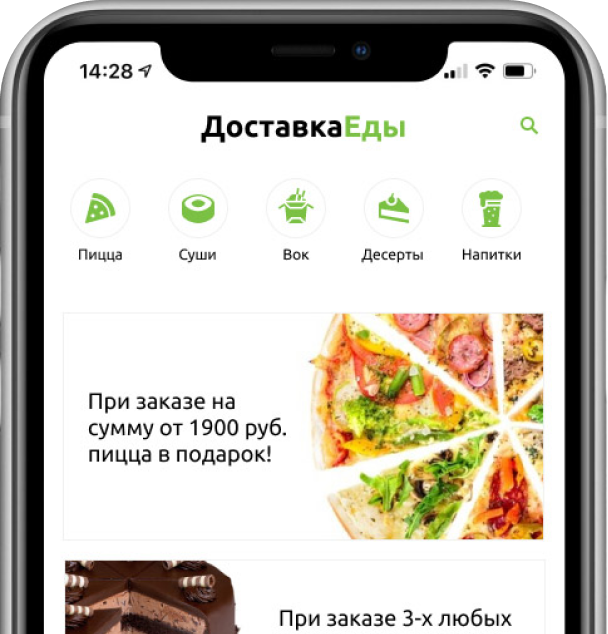 14:28
ДоставкаЕды
Пицца Суши Вок Десерты Напитки
При заказе на
сумму от 1900 руб.
пицца в подарок!
При заказе 3-х любых